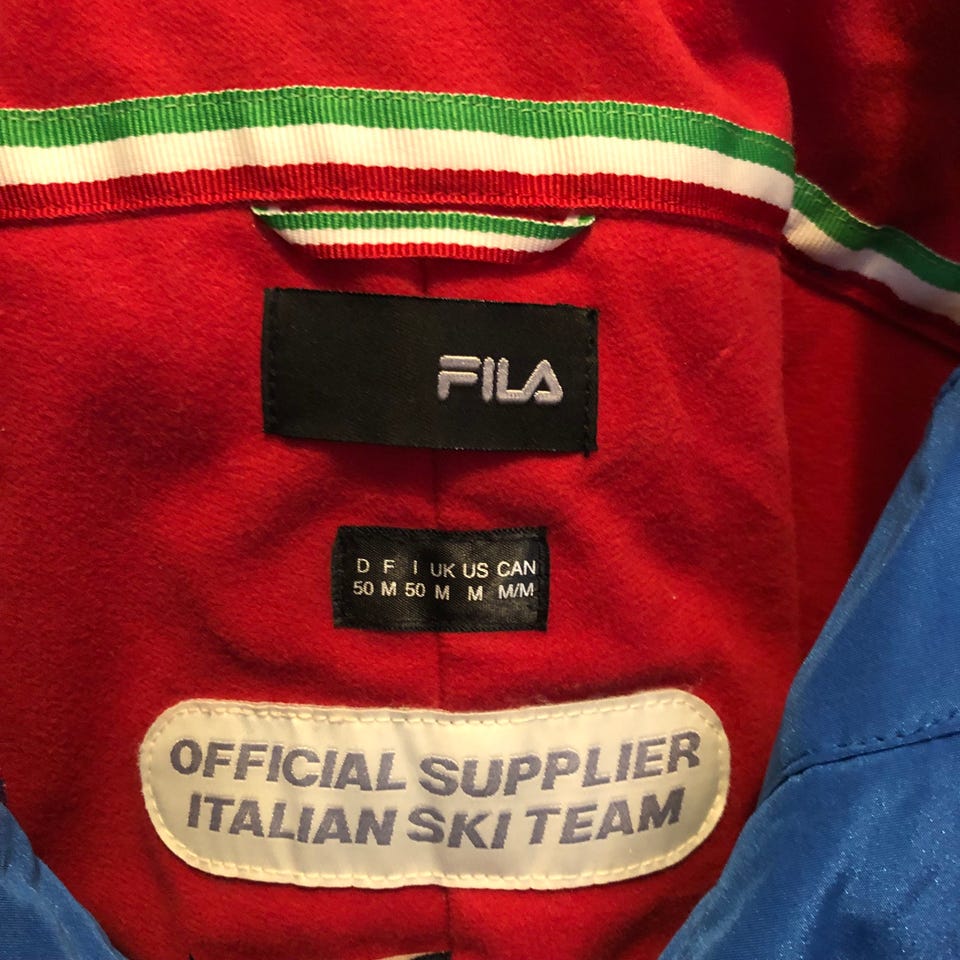 FILA
D F I UK US CAN
50 M 50 M M M/M
OFFICIAL SUPPLIER
ITALIAN SKI TEAM